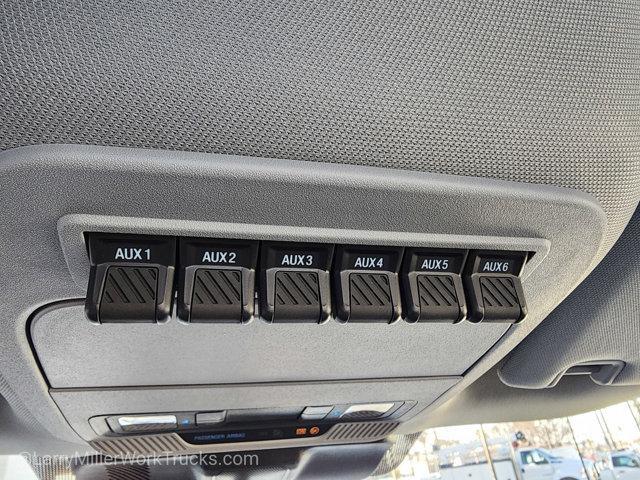 AUX 1 AUX 2 AUX 3 AUX 4 AUX 5 AUX 6
PASSENGER AIRBAG
©LarryMillerWorkTrucks.com